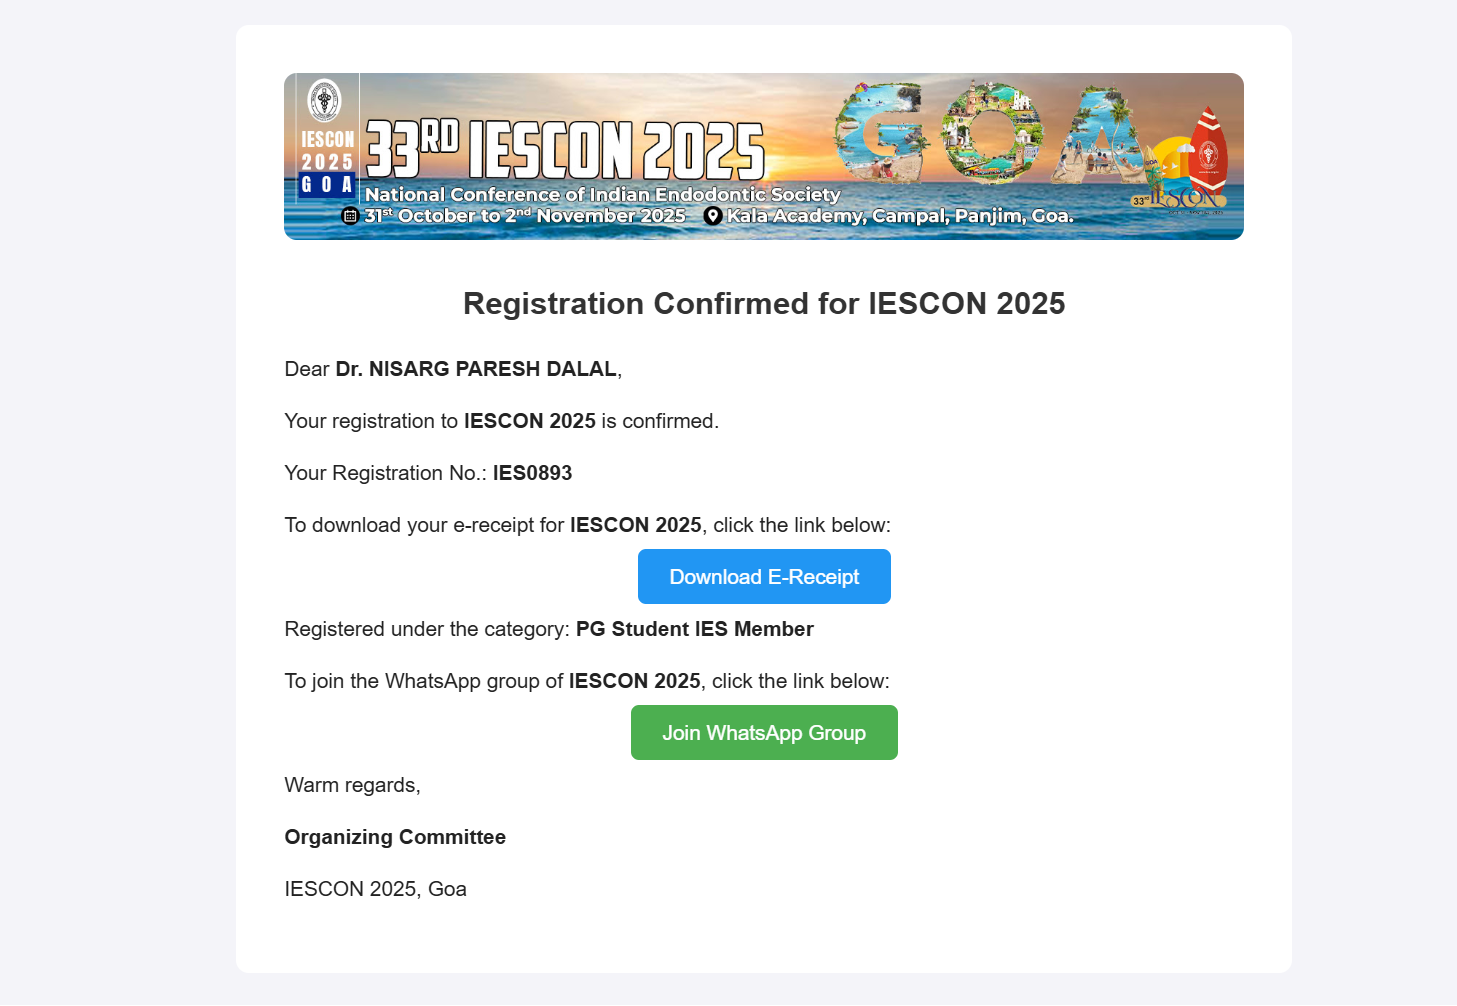 IESCON
2025
GOA
33RD IESCON 2025
GOA
National Conference of Indian Endodontic Society
31st October to 2nd November 2025 Kala Academy, Campal, Panjim, Goa.
GOA
33rd IESCON
Registration Confirmed for IESCON 2025
Dear Dr. NISARG PARESH DALAL,
Your registration to IESCON 2025 is confirmed.
Your Registration No.: IES0893
To download your e-receipt for IESCON 2025, click the link below:
Download E-Receipt
Registered under the category: PG Student IES Member
To join the WhatsApp group of IESCON 2025, click the link below:
Join WhatsApp Group
Warm regards,
Organizing Committee
IESCON 2025, Goa